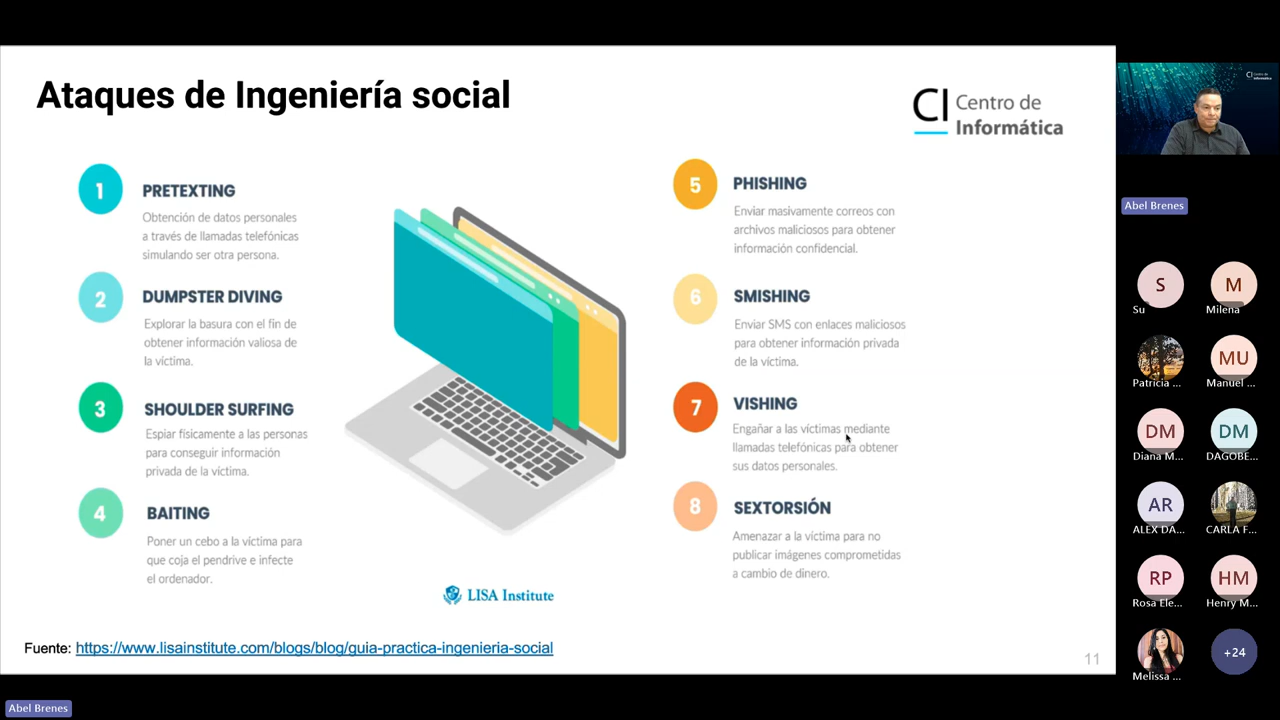 Ataques de Ingeniería social
CI Centro de
Informática
1 PRETEXTING
Obtención de datos personales
a través de llamadas telefónicas
simulando ser otra persona.
2 DUMPSTER DIVING
Explorar la basura con el fin de
obtener información valiosa de
la víctima.
3 SHOULDER SURFING
Espiar físicamente a las personas
para conseguir información
privada de la víctima.
4 BAITING
Poner un cebo a la víctima para
que coja el pendrive e infecte
el ordenador.
5 PHISHING
Enviar masivamente correos con
archivos maliciosos para obtener
información confidencial.
6 SMISHING
Enviar SMS con enlaces maliciosos
para obtener información privada
de la víctima.
7 VISHING
Engañar a las víctimas mediante
llamadas telefónicas para obtener
sus datos personales.
8 SEXTORSIÓN
Amenazar a la víctima para no
publicar imágenes comprometidas
a cambio de dinero.
LISA Institute
Fuente: https://www.lisainstitute.com/blogs/blog/guia-practica-ingenieria-social
11
Abel Brenes
Abel Brenes
S
Su
M
Milena
Patricia ...
MU
Manuel ...
DM
Diana M...
DM
DAGOBE...
AR
ALEX DA...
CARLA F...
RP
Rosa Ele...
HM
Henry M...
Melissa ...
+24